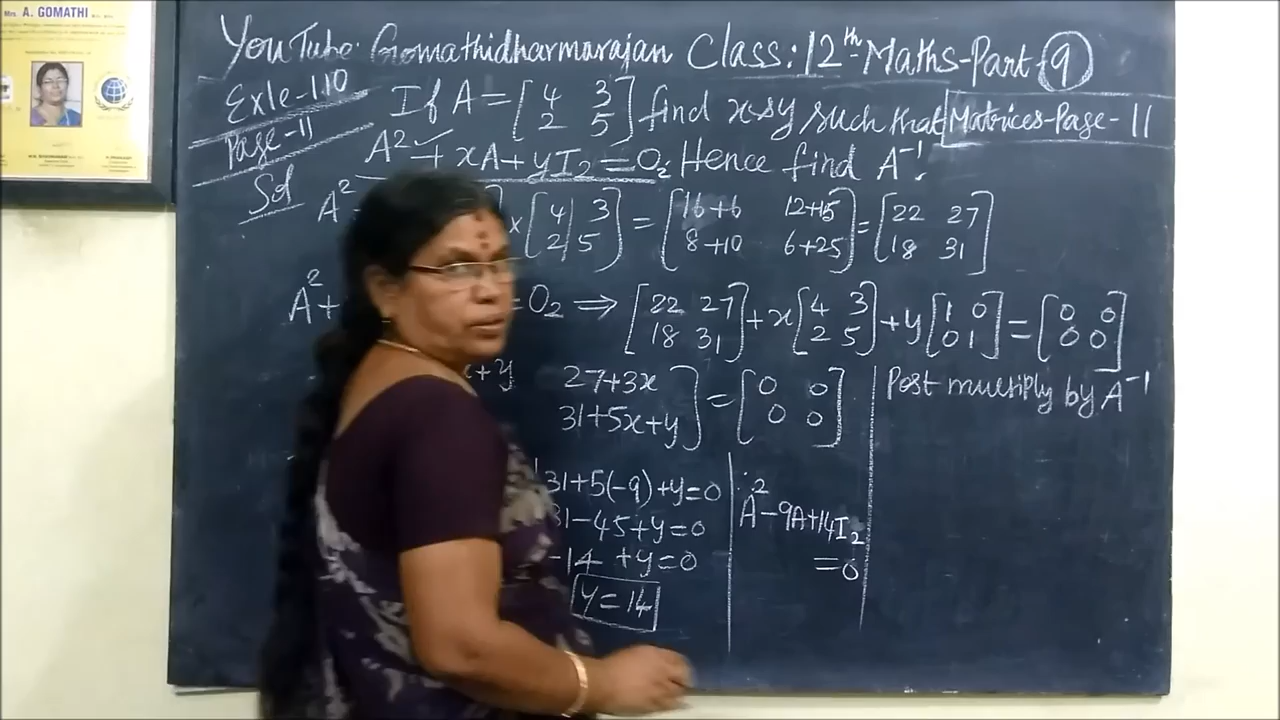 Mrs. A. GOMATHI
YouTube: Gomathidharmarajan Class: 12th Maths-Part-9
Exle-1.10
Page-11
If A = [4 3 2 5] find x & y such that Matrices-Page-11
A² + xA + yI₂ = O₂. Hence find A⁻¹.
Sol
A² × [4 3 2 5] = [16+6 12+15 8+10 6+25] = [22 27 18 31]
A² + = O₂ ⇒ [22 27 18 31] + x [4 3 2 5] + y [1 0 0 1] = [0 0 0 0]
x+y 27+3x
31+5x+y] = [0 0 0 0]
Post multiply by A⁻¹
31+5(-9)+y=0
31-45+y=0
-14 +y=0
y=14
∴ A²-9A+14I₂
=0